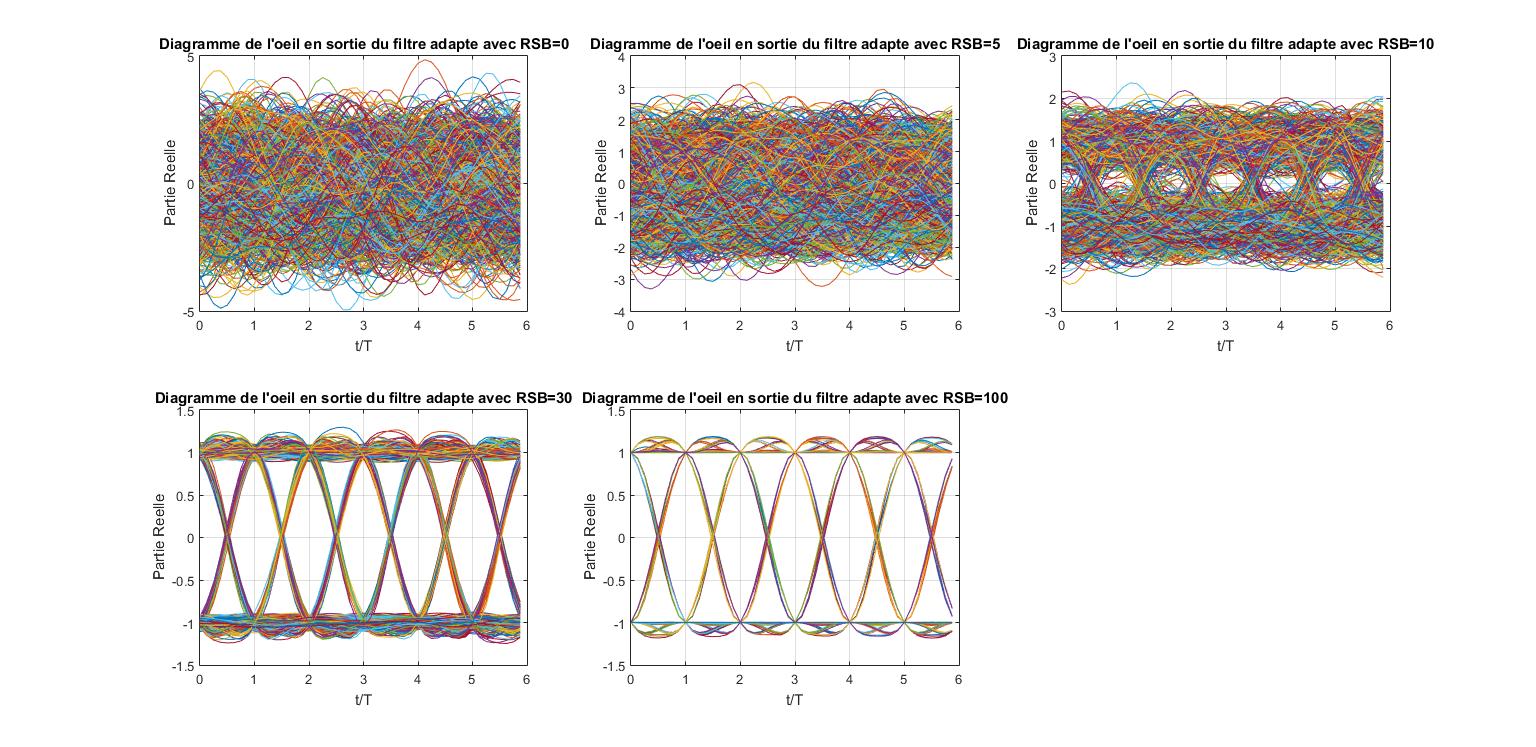 Diagramme de l'oeil en sortie du filtre adapte avec RSB=0
5
0
-5
Partie Reelle
0 1 2 3 4 5 6
t/T
Diagramme de l'oeil en sortie du filtre adapte avec RSB=5
4
3
2
1
0
-1
-2
-3
-4
Partie Reelle
0 1 2 3 4 5 6
t/T
Diagramme de l'oeil en sortie du filtre adapte avec RSB=10
3
2
1
0
-1
-2
-3
Partie Reelle
0 1 2 3 4 5 6
t/T
Diagramme de l'oeil en sortie du filtre adapte avec RSB=30
1.5
1
0.5
0
-0.5
-1
-1.5
Partie Reelle
0 1 2 3 4 5 6
t/T
Diagramme de l'oeil en sortie du filtre adapte avec RSB=100
1.5
1
0.5
0
-0.5
-1
-1.5
Partie Reelle
0 1 2 3 4 5 6
t/T